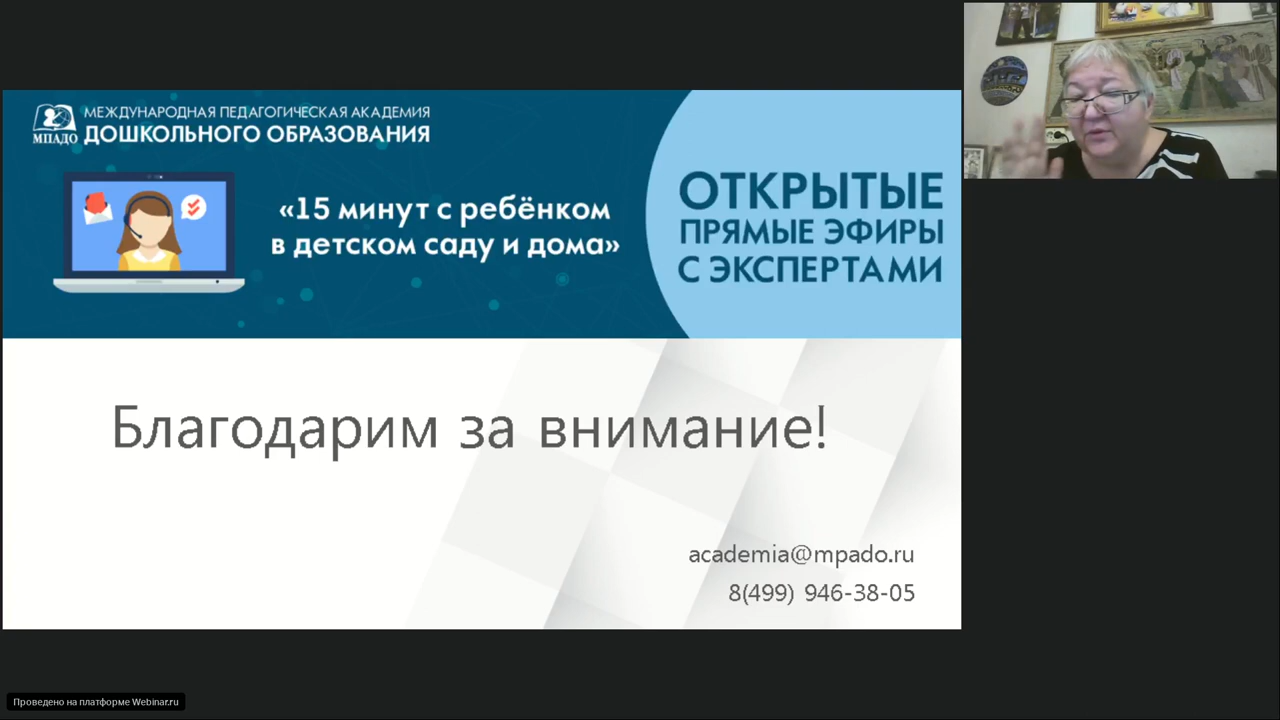 МЕЖДУНАРОДНАЯ ПЕДАГОГИЧЕСКАЯ АКАДЕМИЯ
МПАДО ДОШКОЛЬНОГО ОБРАЗОВАНИЯ
«15 минут с ребёнком
в детском саду и дома»
ОТКРЫТЫЕ
ПРЯМЫЕ ЭФИРЫ
С ЭКСПЕРТАМИ
Благодарим за внимание!
academia@mpado.ru
8(499) 946-38-05
Проведено на платформе Webinar.ru